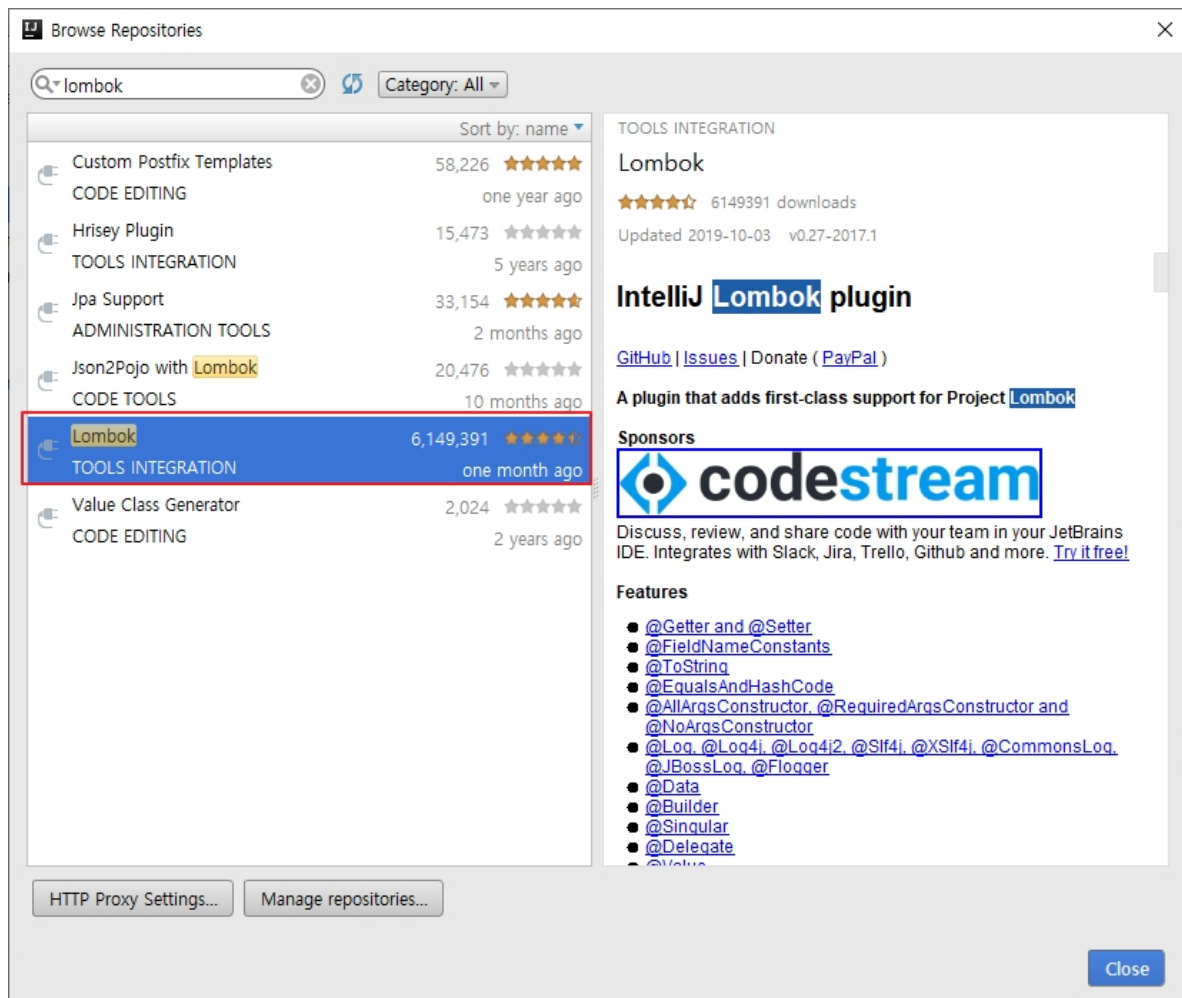 Browse Repositories
lombok
Category: All
Sort by: name
Custom Postfix Templates 58,226
CODE EDITING one year ago
Hrisey Plugin 15,473
TOOLS INTEGRATION 5 years ago
Jpa Support 33,154
ADMINISTRATION TOOLS 2 months ago
Json2Pojo with Lombok 20,476
CODE TOOLS 10 months ago
Lombok 6,149,391
TOOLS INTEGRATION one month ago
Value Class Generator 2,024
CODE EDITING 2 years ago
TOOLS INTEGRATION
Lombok
6149391 downloads
Updated 2019-10-03 v0.27-2017.1
IntelliJ Lombok plugin
GitHub | Issues | Donate ( PayPal )
A plugin that adds first-class support for Project Lombok
Sponsors
codestream
Discuss, review, and share code with your team in your JetBrains
IDE. Integrates with Slack, Jira, Trello, Github and more. Try it free!
Features
@Getter and @Setter
@FieldNameConstants
@ToString
@EqualsAndHashCode
@AllArgsConstructor, @RequiredArgsConstructor and
@NoArgsConstructor
@Log, @Log4j, @Log4j2, @Slf4j, @XSlf4j, @CommonsLog,
@JBossLog, @Flogger
@Data
@Builder
@Singular
@Delegate
@Value
HTTP Proxy Settings...
Manage repositories...
Close